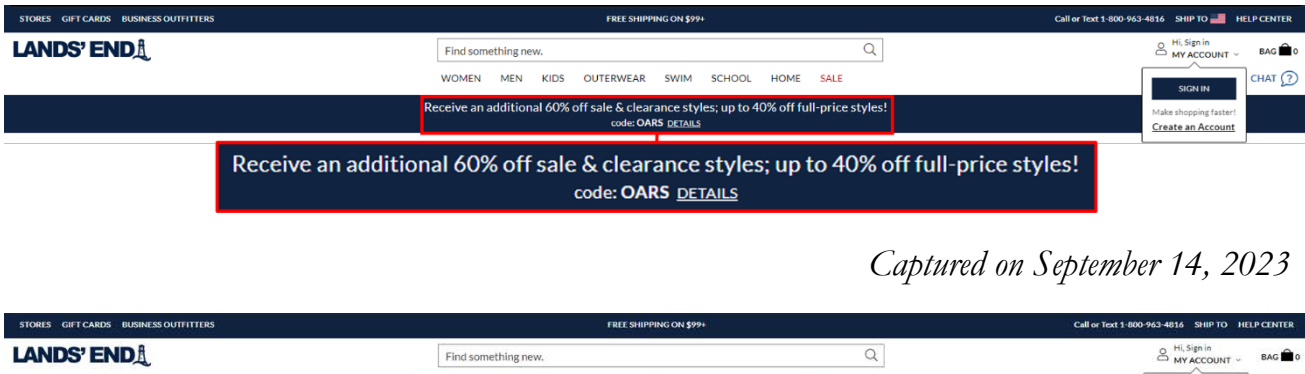 STORES GIFT CARDS BUSINESS OUTFITTERS FREE SHIPPING ON $99+ Call or Text 1-800-963-4816 SHIP TO HELP CENTER
LANDS' END Find something new. Hi, Sign in
MY ACCOUNT BAG 0
WOMEN MEN KIDS OUTERWEAR SWIM SCHOOL HOME SALE CHAT ?
SIGN IN
Receive an additional 60% off sale & clearance styles; up to 40% off full-price styles!
code: OARS DETAILS
Make shopping faster!
Create an Account
Receive an additional 60% off sale & clearance styles; up to 40% off full-price styles!
code: OARS DETAILS
Captured on September 14, 2023
STORES GIFT CARDS BUSINESS OUTFITTERS FREE SHIPPING ON $99+ Call or Text 1-800-963-4816 SHIP TO HELP CENTER
LANDS' END Find something new. Hi, Sign in
MY ACCOUNT BAG 0